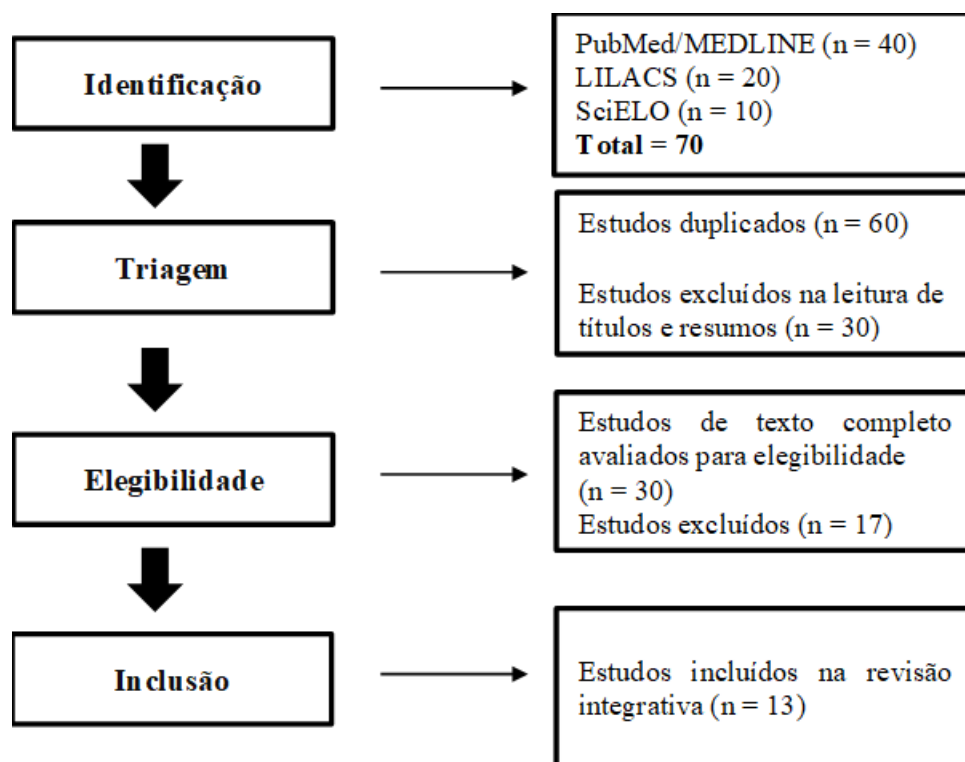 Identificação
PubMed/MEDLINE (n = 40)
LILACS (n = 20)
SciELO (n = 10)
Total = 70
Triagem
Estudos duplicados (n = 60)
Estudos excluídos na leitura de
títulos e resumos (n = 30)
Elegibilidade
Estudos de texto completo
avaliados para elegibilidade
(n = 30)
Estudos excluídos (n = 17)
Inclusão
Estudos incluídos na revisão
integrativa (n = 13)